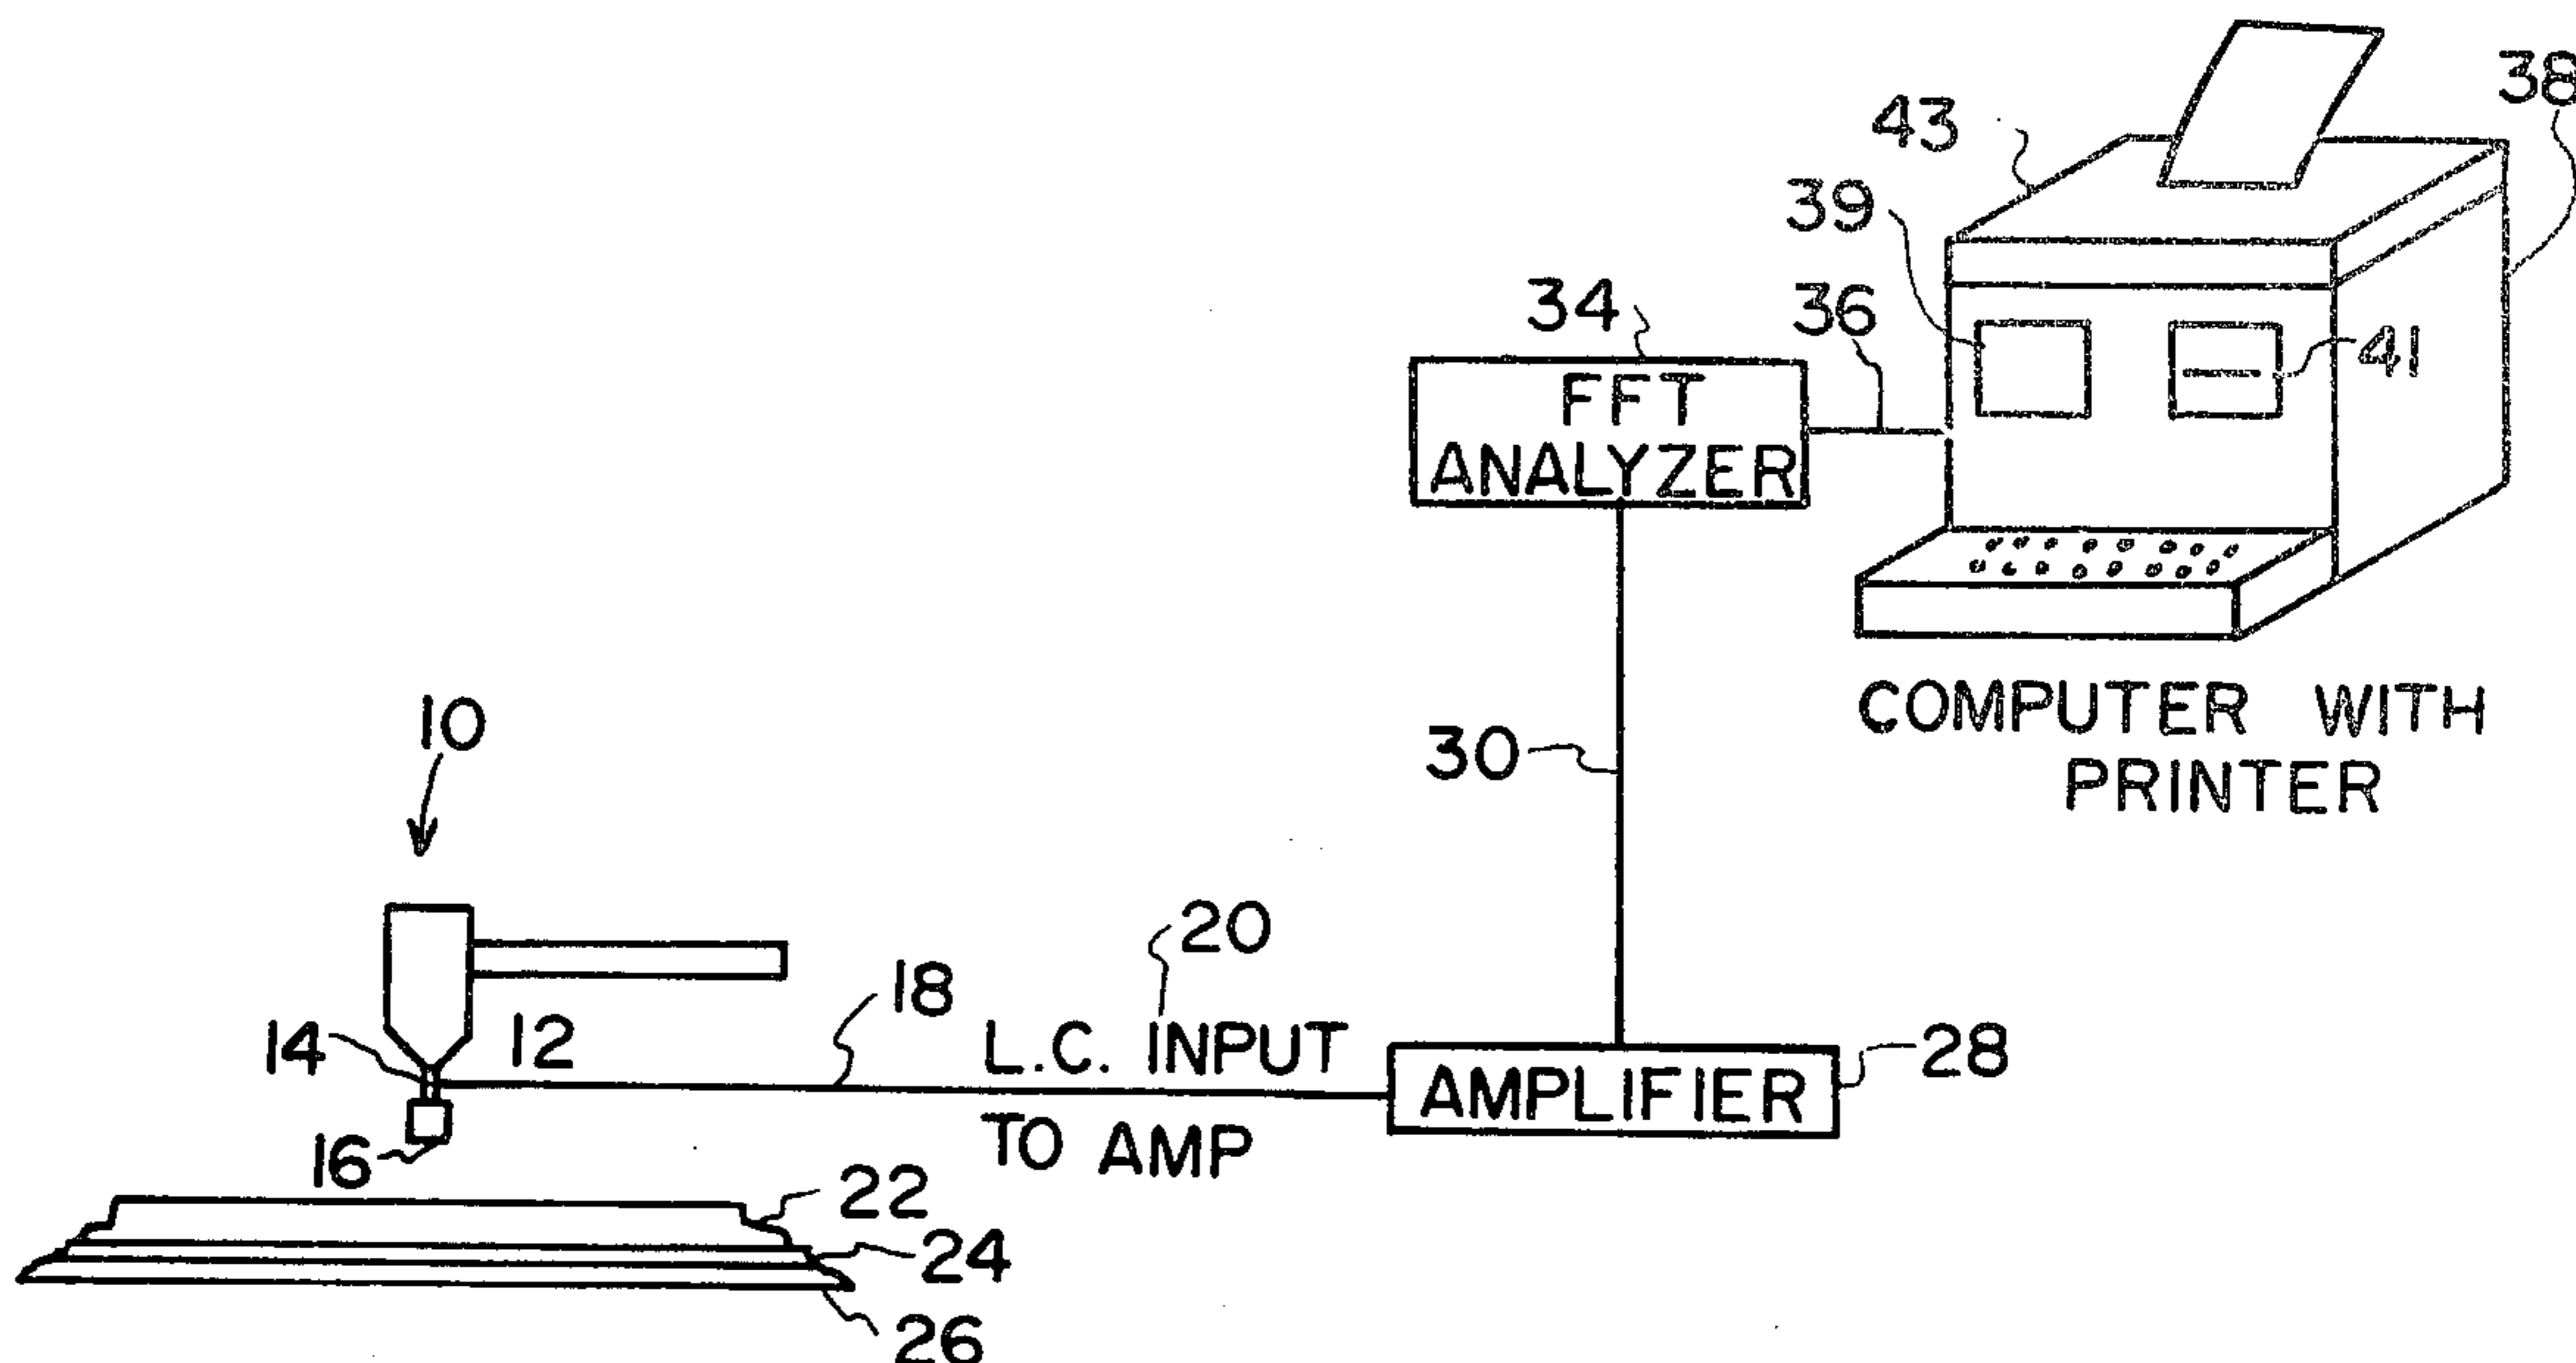 38
43
39
34
36
41
FFT
ANALYZER
COMPUTER WITH
PRINTER
30
10
20
18
14
12
L.C. INPUT
TO AMP
AMPLIFIER
28
16
22
24
26